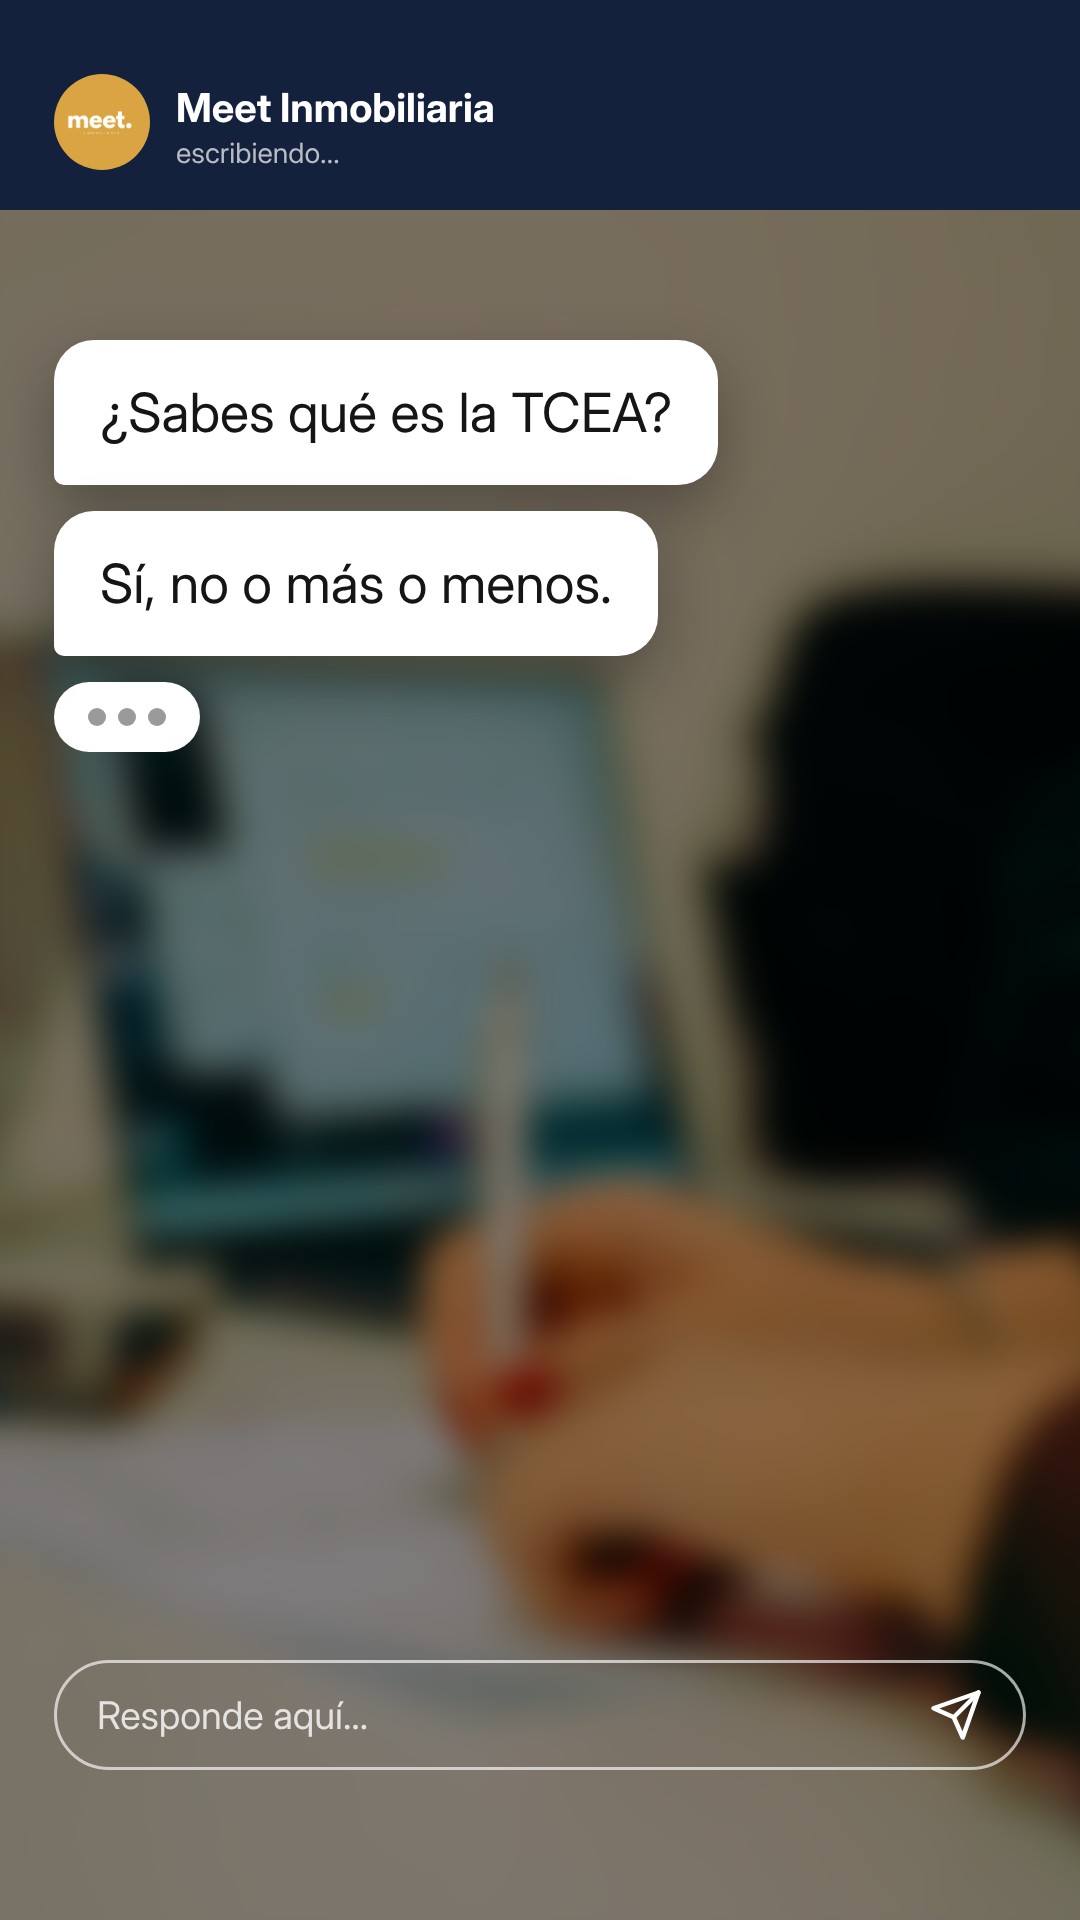 meet.
Meet Inmobiliaria
escribiendo...
¿Sabes qué es la TCEA?
Sí, no o más o menos.
Responde aquí...